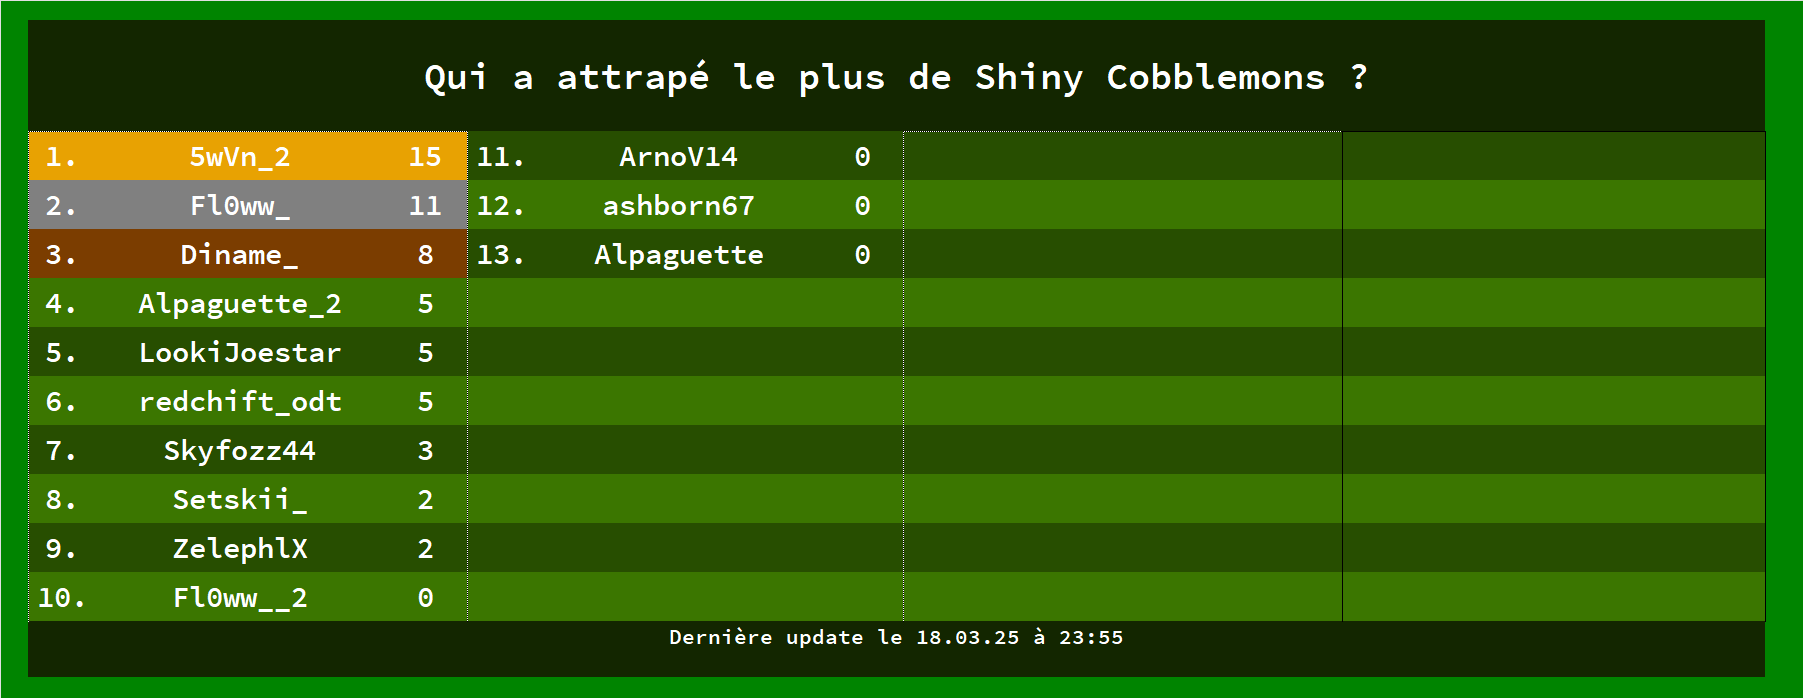 Qui a attrapé le plus de Shiny Cobblemons ?
1. 5wVn_2 15
2. Fl0ww_ 11
3. Diname_ 8
4. Alpaguette_2 5
5. LookiJoestar 5
6. redchift_odt 5
7. Skyfozz44 3
8. Setskii_ 2
9. ZelephlX 2
10. Fl0ww__2 0
11. ArnoV14 0
12. ashborn67 0
13. Alpaguette 0
Dernière update le 18.03.25 à 23:55